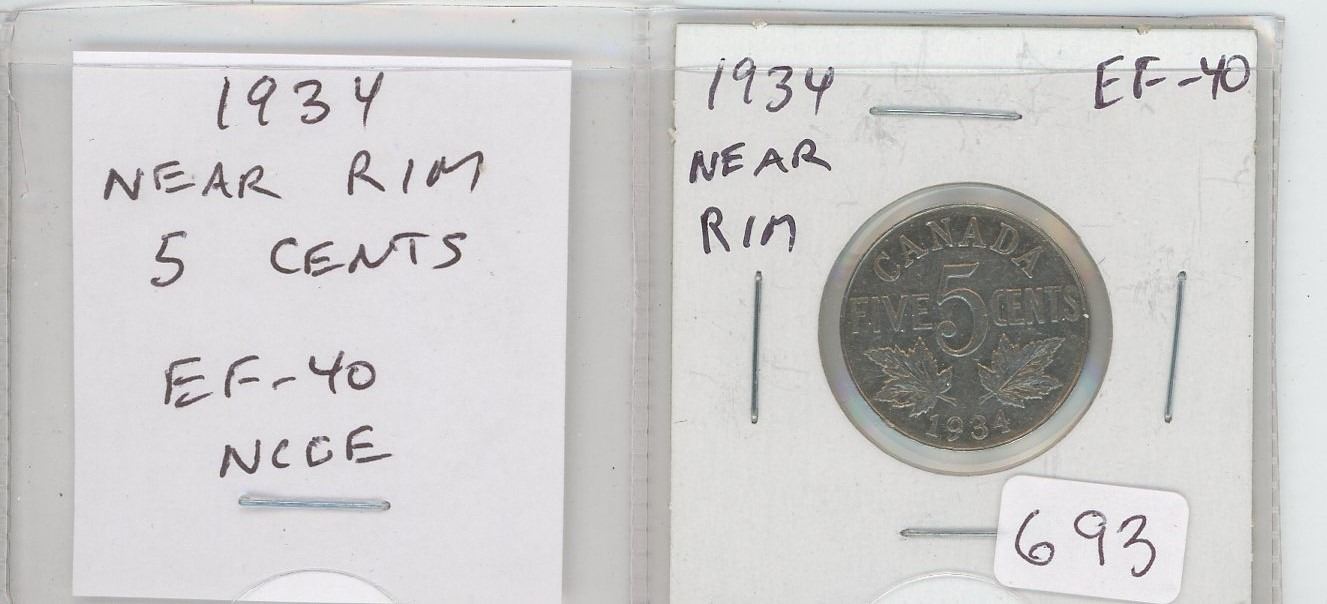 1934
NEAR RIM
5 CENTS
EF-40
NCDE
1934
EF-40
NEAR
RIM
CANADA
FIVE 5 CENTS
1934
693